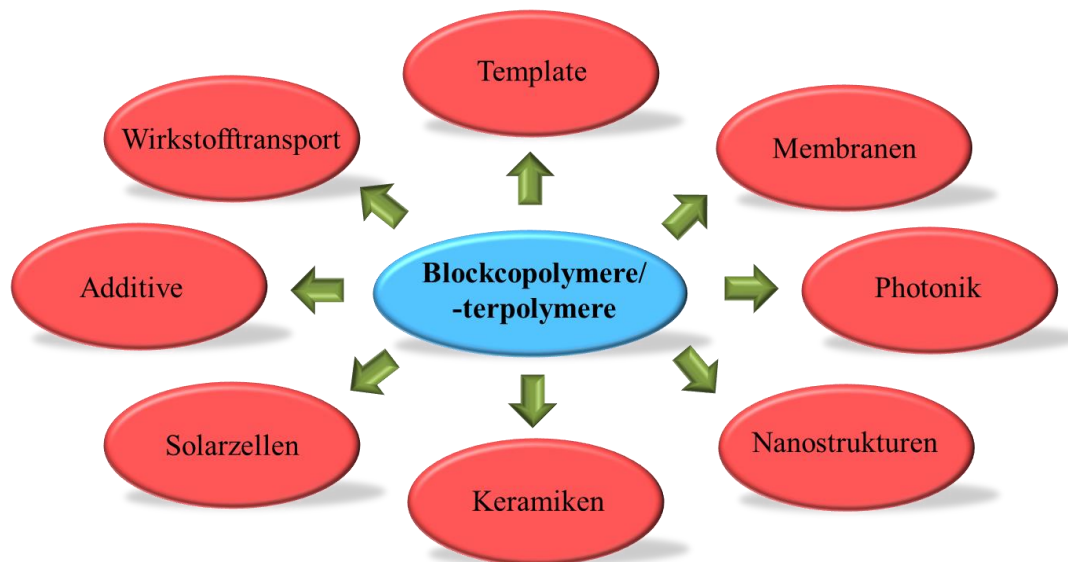 Template
Wirkstofftransport
Membranen
Additive
Blockcopolymere/
-terpolymere
Photonik
Solarzellen
Nanostrukturen
Keramiken